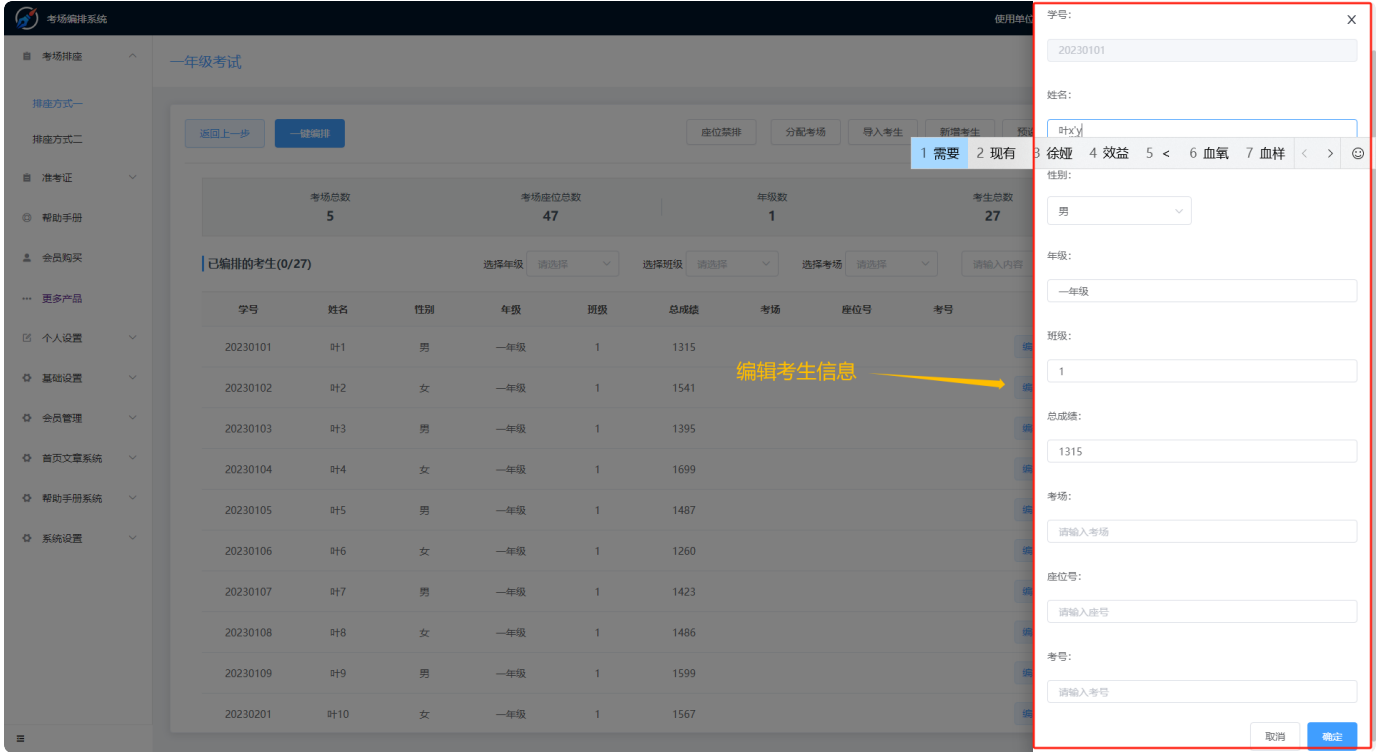 考场编排系统
使用单位
考场排座
排座方式一
排座方式二
准考证
帮助手册
会员购买
更多产品
个人设置
基础设置
会员管理
首页文章系统
帮助手册系统
系统设置
一年级考试
返回上一步 一键编排 座位禁排 分配考场 导入考生 新增考生
考场总数 考场座位总数 年级数 考生总数
5 47 1 27
已编排的考生(0/27) 选择年级 请选择 选择班级 请选择 选择考场 请选择 请输入内容
学号 姓名 性别 年级 班级 总成绩 考场 座位号 考号
20230101 叶1 男 一年级 1 1315 编
20230102 叶2 女 一年级 1 1541 编
20230103 叶3 男 一年级 1 1395 编
20230104 叶4 女 一年级 1 1699 编
20230105 叶5 男 一年级 1 1487 编
20230106 叶6 女 一年级 1 1260 编
20230107 叶7 男 一年级 1 1423 编
20230108 叶8 女 一年级 1 1486 编
20230109 叶9 男 一年级 1 1599 编
20230201 叶10 女 一年级 1 1567 编
编辑考生信息
学号:
20230101
姓名:
叶x'y
1 需要 2 现有 3 徐娅 4 效益 5 < 6 血氧 7 血样
性别:
男
年级:
一年级
班级:
1
总成绩:
1315
考场:
请输入考场
座位号:
请输入座号
考号:
请输入考号
取消 确定